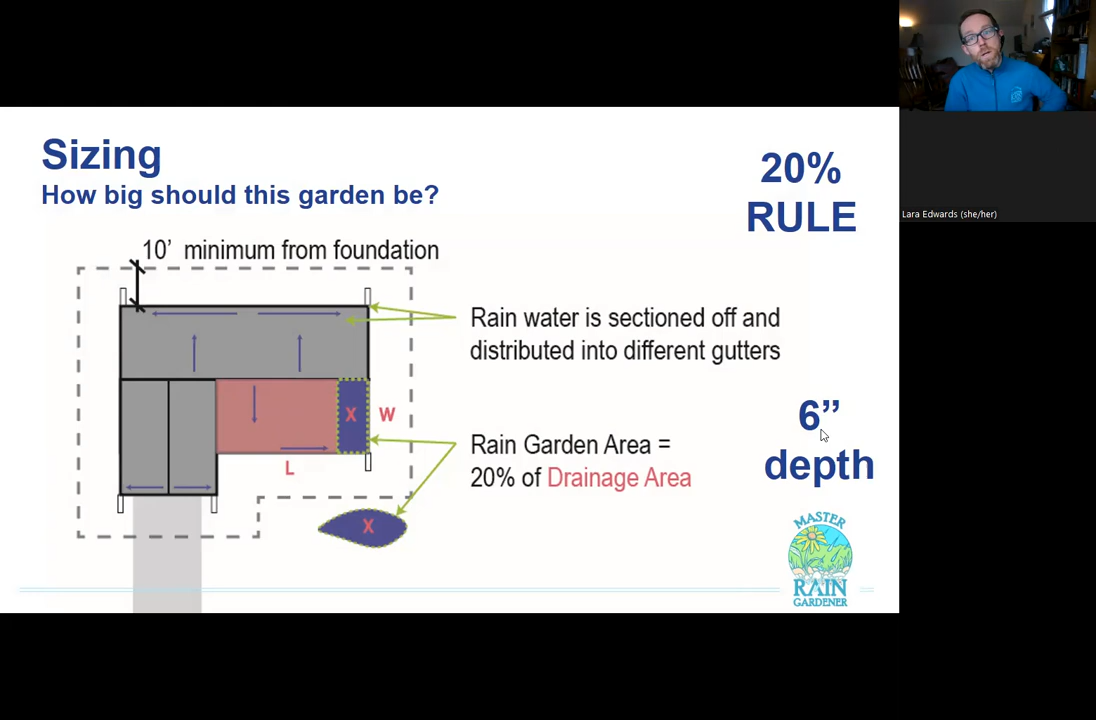 Sizing
How big should this garden be?
20%
RULE
Lara Edwards (she/her)
10’ minimum from foundation
Rain water is sectioned off and
distributed into different gutters
X
W
L
6”
depth
Rain Garden Area =
20% of Drainage Area
X
MASTER
RAIN
GARDENER